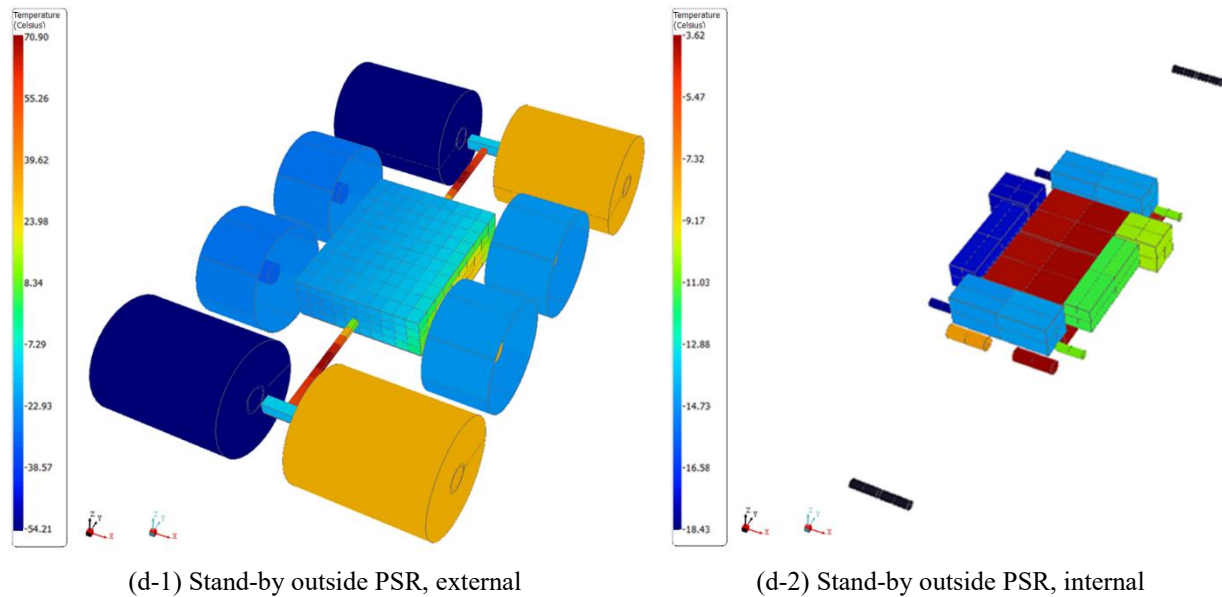 Temperature
(Celsius)
70.90
55.26
39.62
23.98
8.34
-7.29
-22.93
-38.57
-54.21
Z
Y
X
Z
Y
X
(d-1) Stand-by outside PSR, external
Temperature
(Celsius)
-3.62
-5.47
-7.32
-9.17
-11.03
-12.88
-14.73
-16.58
-18.43
Z
Y
X
Z
Y
X
(d-2) Stand-by outside PSR, internal